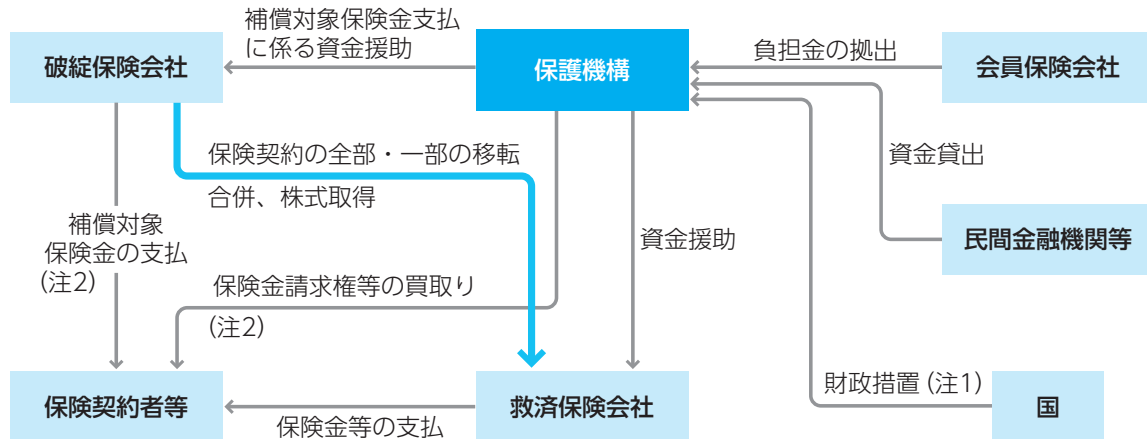 補償対象保険金支払
に係る資金援助
破綻保険会社
保護機構
負担金の拠出
会員保険会社
保険契約の全部・一部の移転
合併、株式取得
資金貸出
補償対象
保険金の支払
(注2)
資金援助
民間金融機関等
保険金請求権等の買取り
(注2)
財政措置(注1)
保険契約者等
保険金等の支払
救済保険会社
国